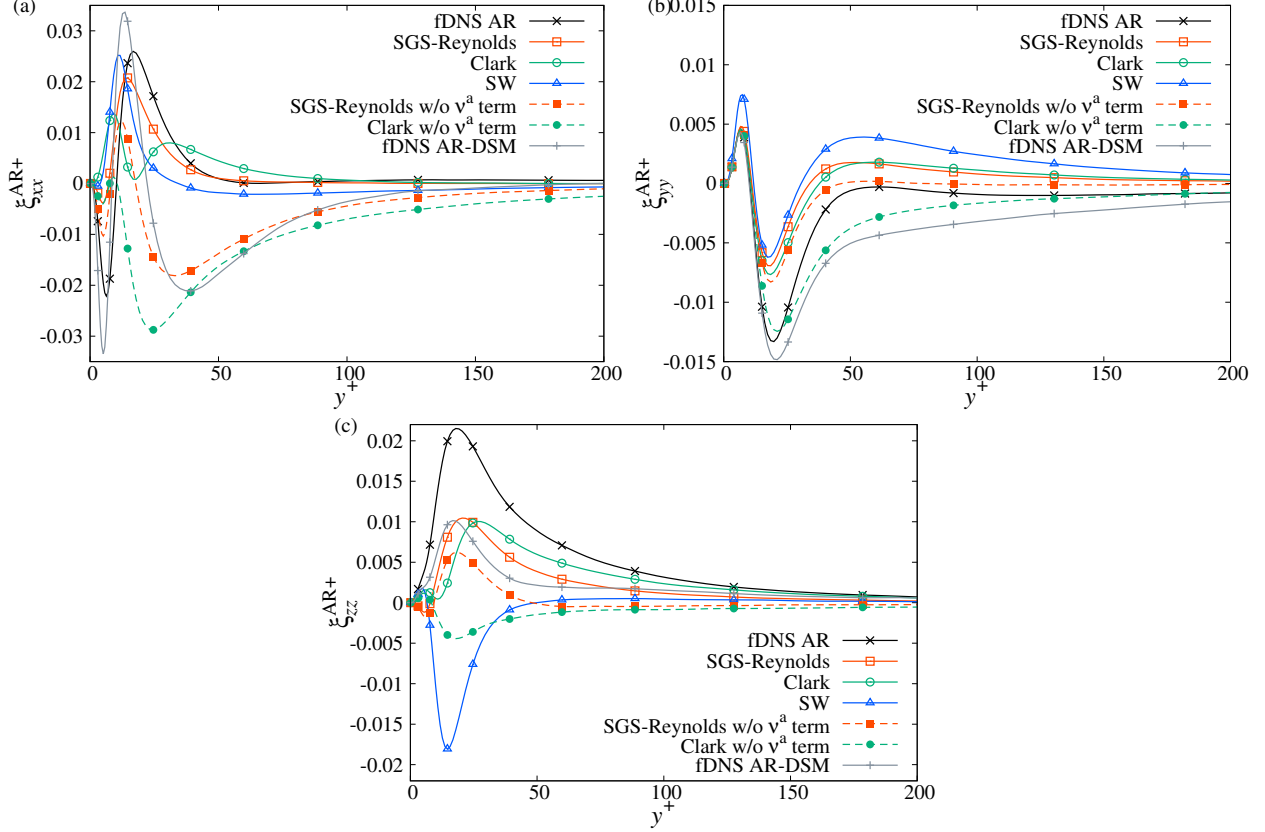 (a)
0.03
0.02
0.01
0
-0.01
-0.02
-0.03
ξxx^AR+
0 50 100 150 200
y+
fDNS AR
SGS-Reynolds
Clark
SW
SGS-Reynolds w/o νa term
Clark w/o νa term
fDNS AR-DSM
(b)
0.015
0.01
0.005
0
-0.005
-0.01
-0.015
ξyy^AR+
0 50 100 150 200
y+
fDNS AR
SGS-Reynolds
Clark
SW
SGS-Reynolds w/o νa term
Clark w/o νa term
fDNS AR-DSM
(c)
0.02
0.015
0.01
0.005
0
-0.005
-0.01
-0.015
-0.02
ξzz^AR+
0 50 100 150 200
y+
fDNS AR
SGS-Reynolds
Clark
SW
SGS-Reynolds w/o νa term
Clark w/o νa term
fDNS AR-DSM